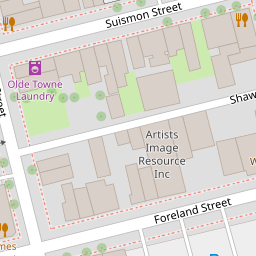 Suismon Street
Olde Towne
Laundry
Shaw
Artists
Image
Resource
Inc
Foreland Street